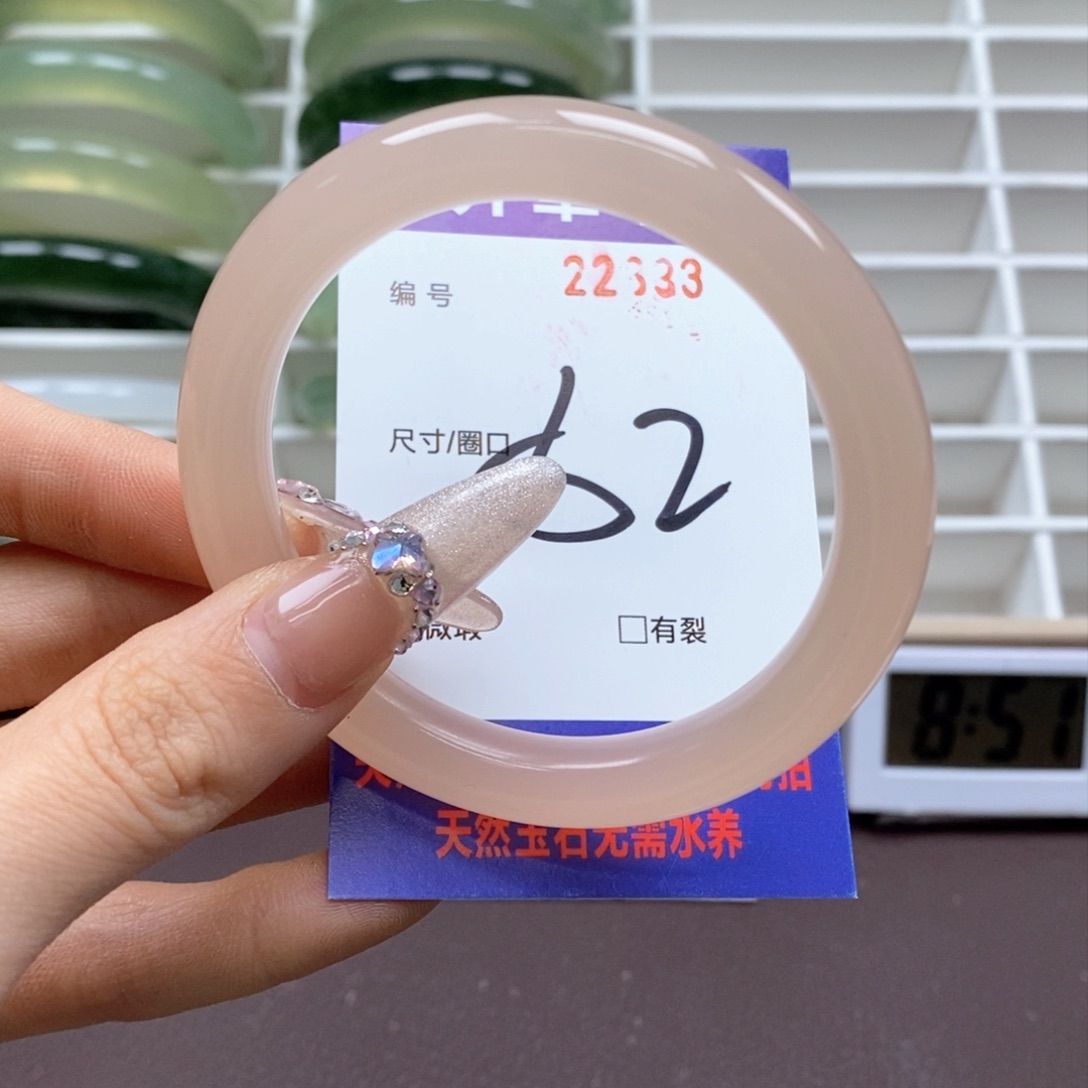 编号 22333
尺寸/圈口 62
微瑕 □有裂
天然玉石无需水养
8:51